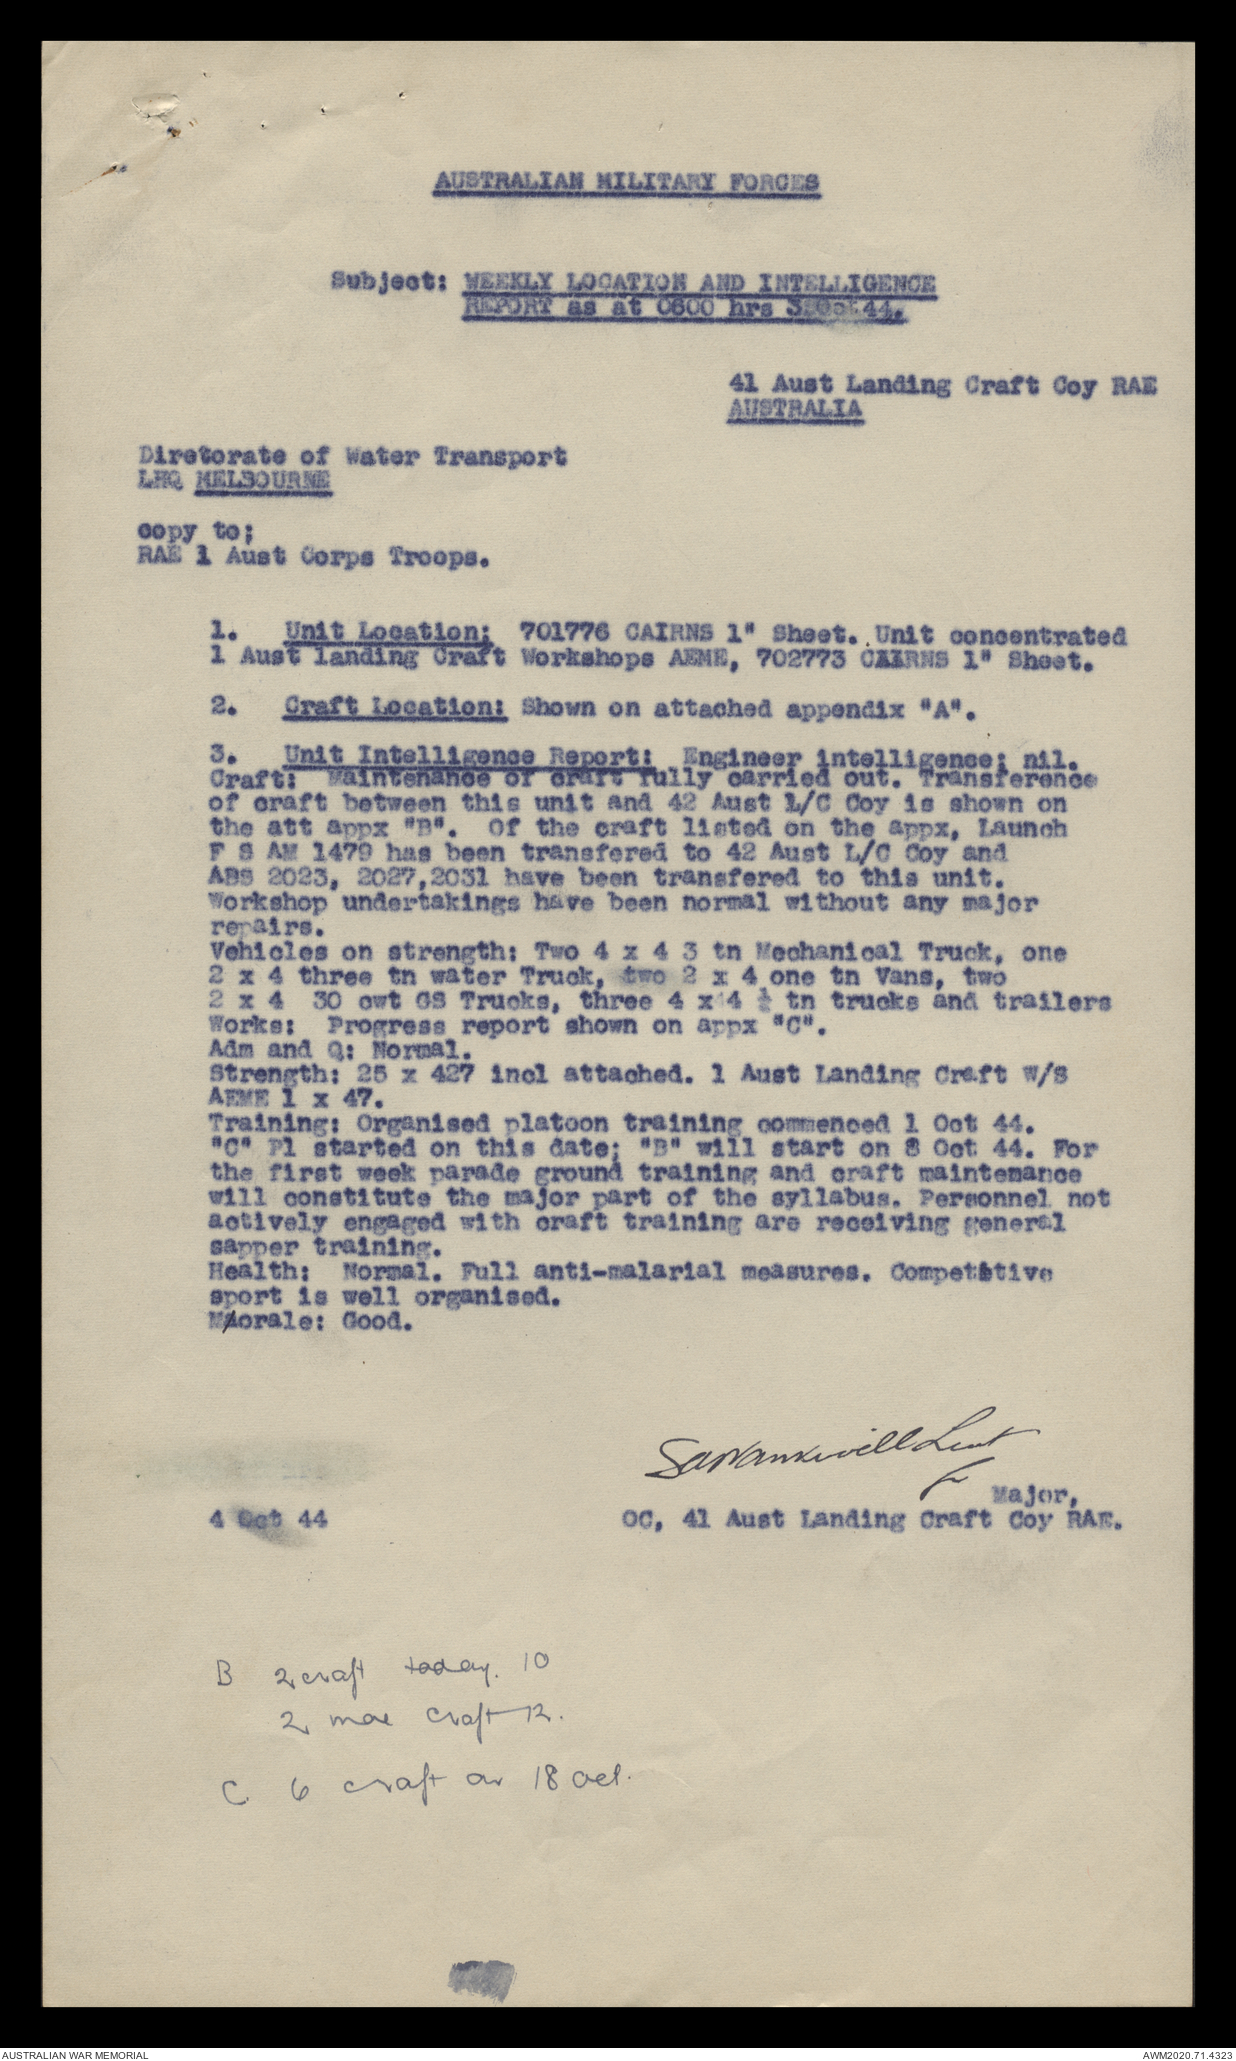 AUSTRALIAN MILITARY FORCES
Subject: WEEKLY LOCATION AND INTELLIGENCE
REPORT as at 0600 hrs 3 Oct 44.
41 Aust Landing Craft Coy RAE
AUSTRALIA
Diretorate of Water Transport
LHQ MELBOURNE
copy to;
RAE 1 Aust Corps Troops.
1. Unit Location; 701776 CAIRNS 1" Sheet. Unit concentrated
1 Aust landing Craft Workshops AEME, 702773 CAIRNS 1" Sheet.
2. Craft Location: Shown on attached appendix "A".
3. Unit Intelligence Report: Engineer intelligence; nil.
Craft: Maintenance of craft fully carried out. Transference
of craft between this unit and 42 Aust L/C Coy is shown on
the att appx "B". Of the craft listed on the appx, Launch
F S AM 1479 has been transfered to 42 Aust L/C Coy and
ABS 2023, 2027,2031 have been transfered to this unit.
Workshop undertakings have been normal without any major
repairs.
Vehicles on strength: Two 4 x 4 3 tn Mechanical Truck, one
2 x 4 three tn water Truck, two 2 x 4 one tn Vans, two
2 x 4 30 cwt GS Trucks, three 4 x 4 ½ tn trucks and trailers
Works: Progress report shown on appx "C".
Adm and Q: Normal.
Strength: 25 x 427 incl attached. 1 Aust Landing Craft W/S
AEME 1 x 47.
Training: Organised platoon training commenced 1 Oct 44.
"C" Pl started on this date; "B" will start on 8 Oct 44. For
the first week parade ground training and craft maintemance
will constitute the major part of the syllabus. Personnel not
actively engaged with craft training are receiving general
sapper training.
Health: Normal. Full anti-malarial measures. Competitive
sport is well organised.
Morale: Good.
Lieut
Major,
4 Oct 44
OC, 41 Aust Landing Craft Coy RAE.
B 2 craft today. 10
2 more craft 12.
C. 6 craft on 18 Oct.
AUSTRALIAN WAR MEMORIAL
AWM2020.71.4323